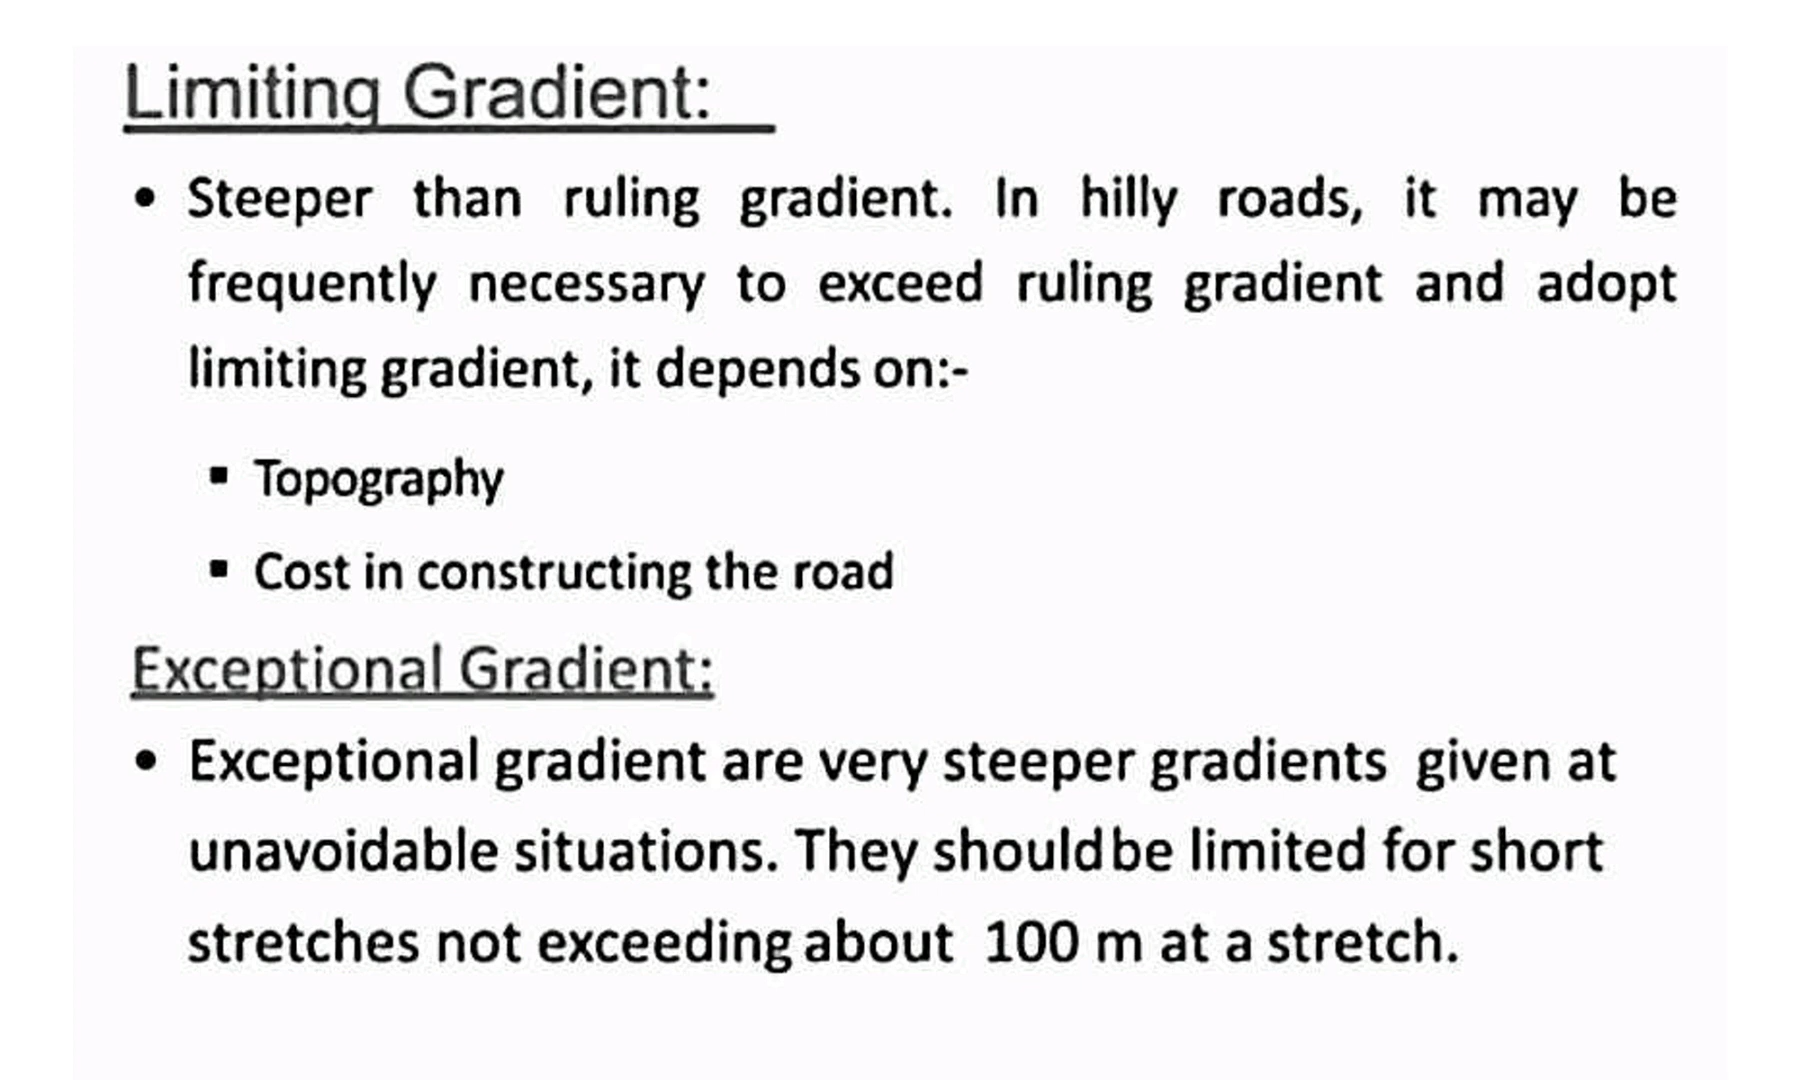 Limiting Gradient:
• Steeper than ruling gradient. In hilly roads, it may be
frequently necessary to exceed ruling gradient and adopt
limiting gradient, it depends on:-
▪ Topography
▪ Cost in constructing the road
Exceptional Gradient:
• Exceptional gradient are very steeper gradients given at
unavoidable situations. They should be limited for short
stretches not exceeding about 100 m at a stretch.